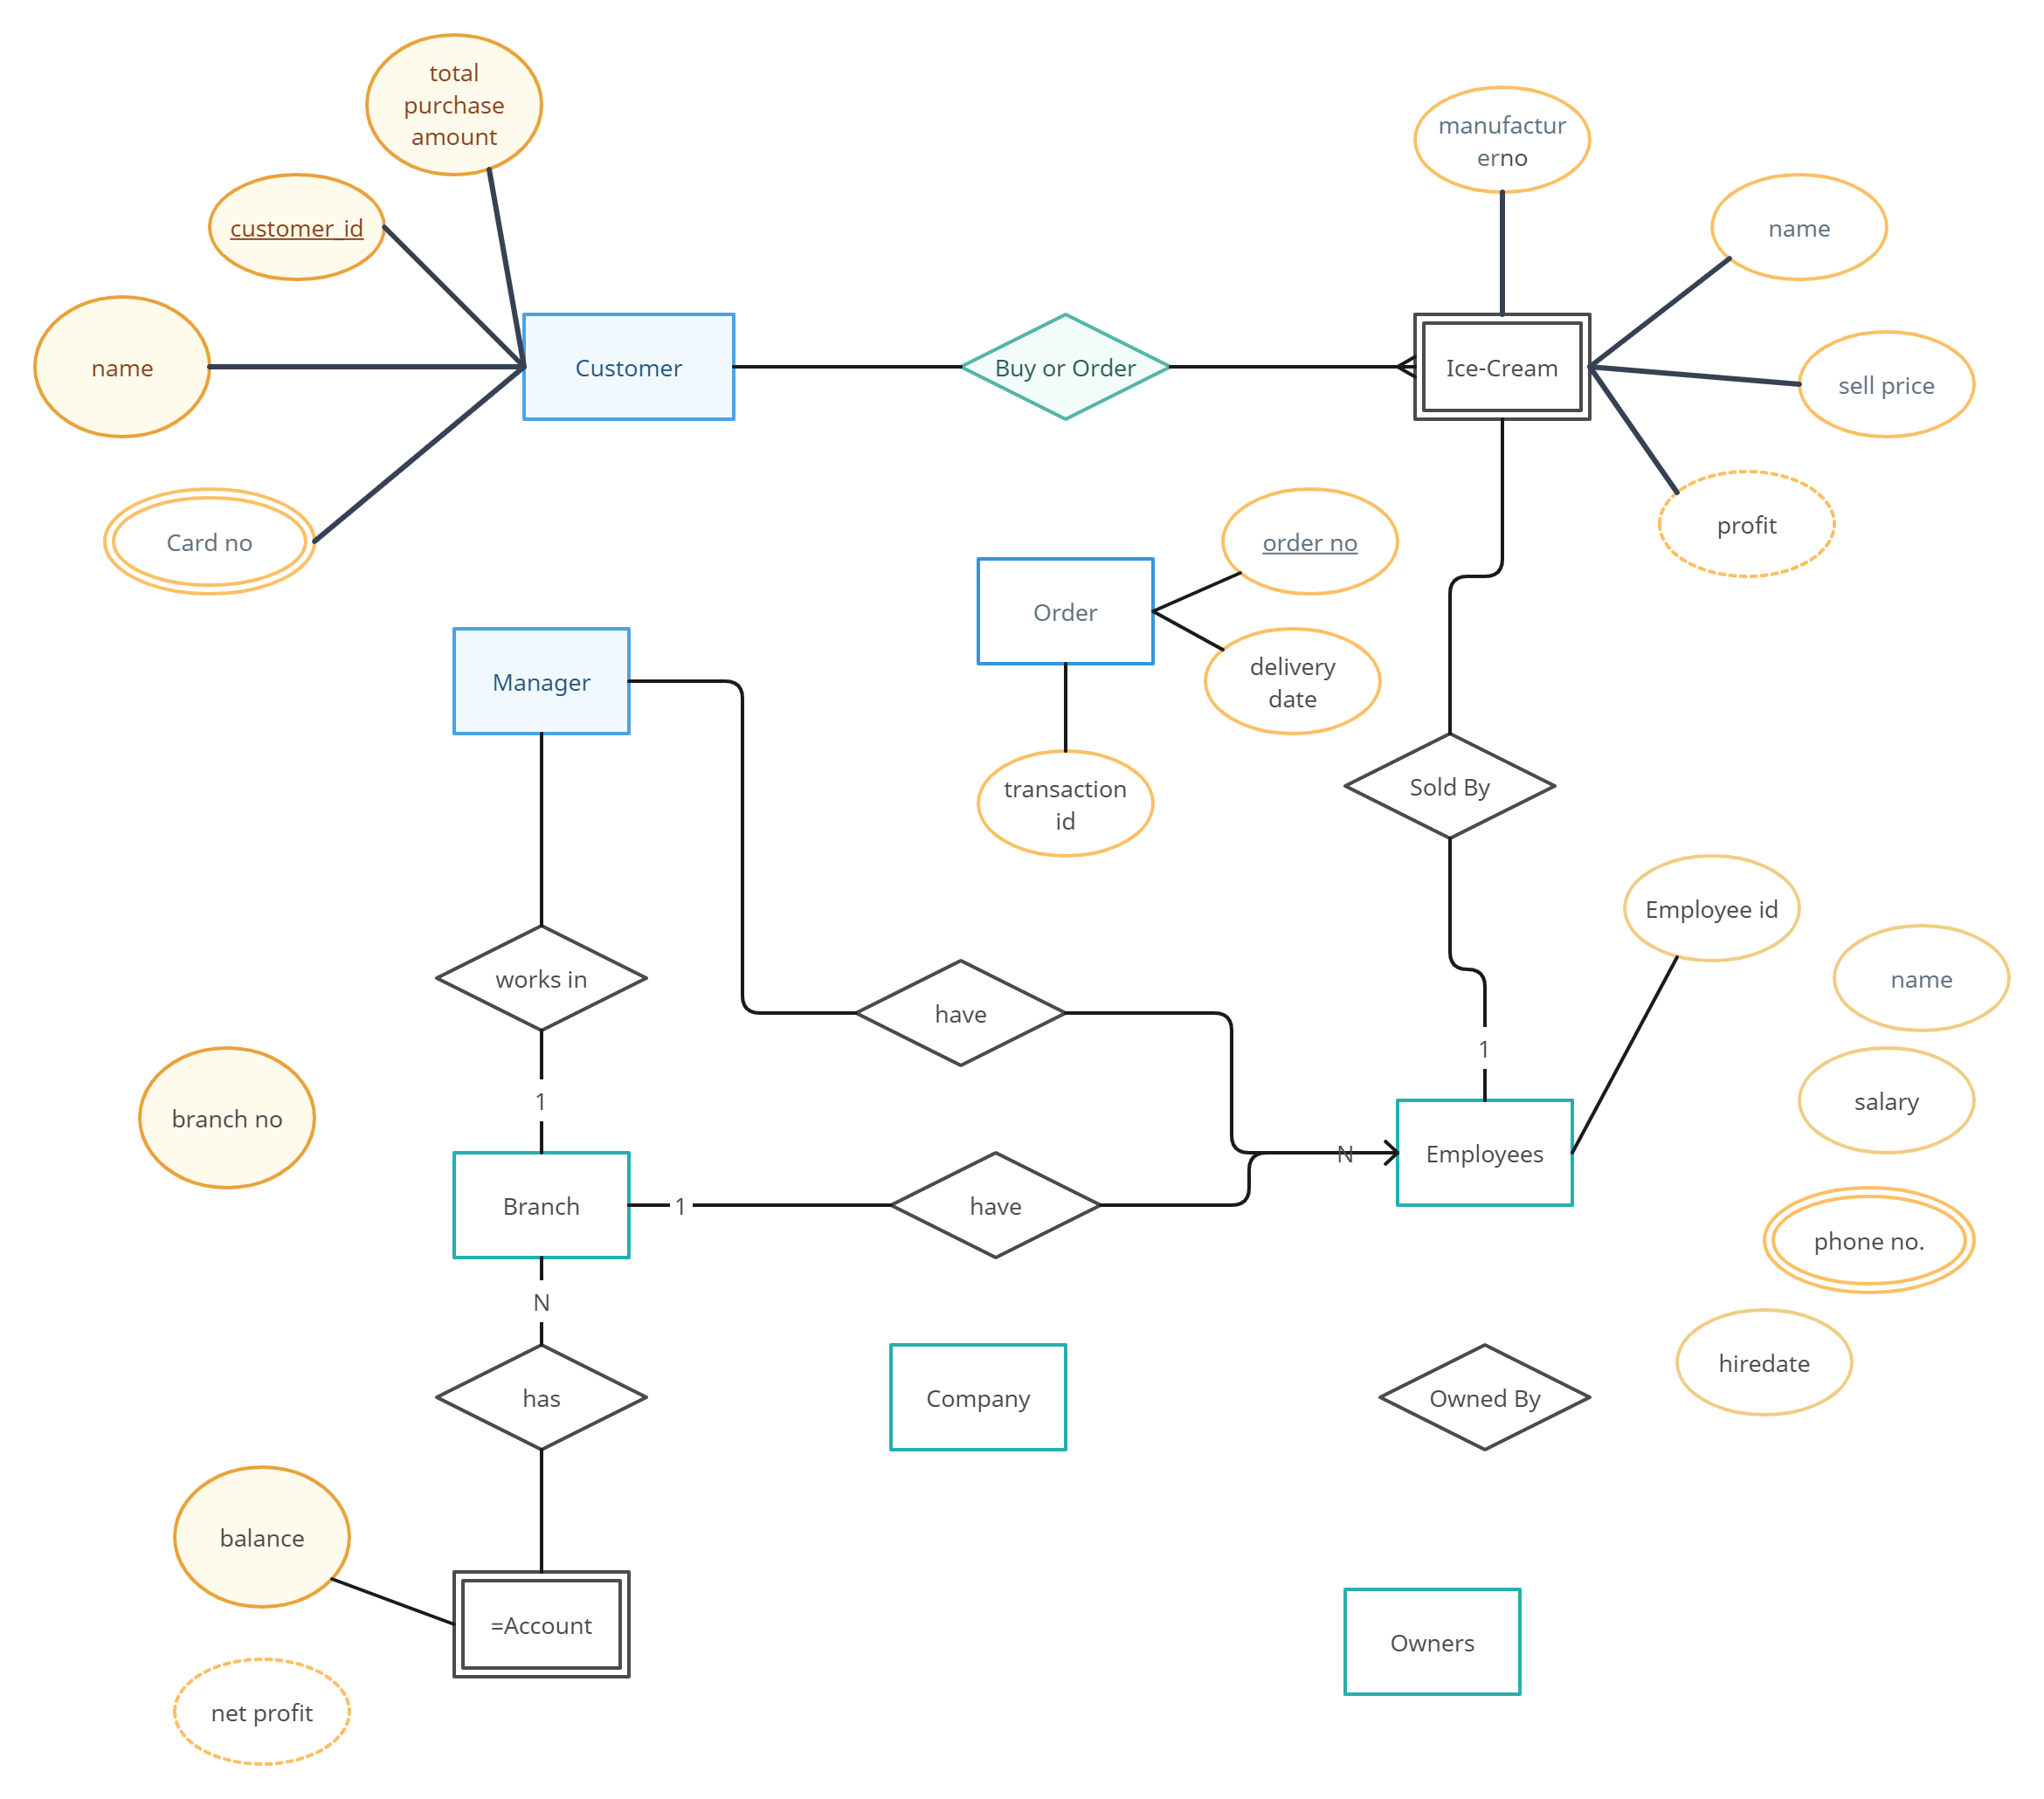 total
purchase
amount
manufactur
erno
customer_id
name
name
Customer
Buy or Order
Ice-Cream
sell price
profit
Card no
order no
Order
delivery
date
Manager
transaction
id
Sold By
Employee id
works in
name
have
1
1
salary
branch no
N
Employees
Branch
1
have
phone no.
N
hiredate
has
Company
Owned By
balance
=Account
Owners
net profit